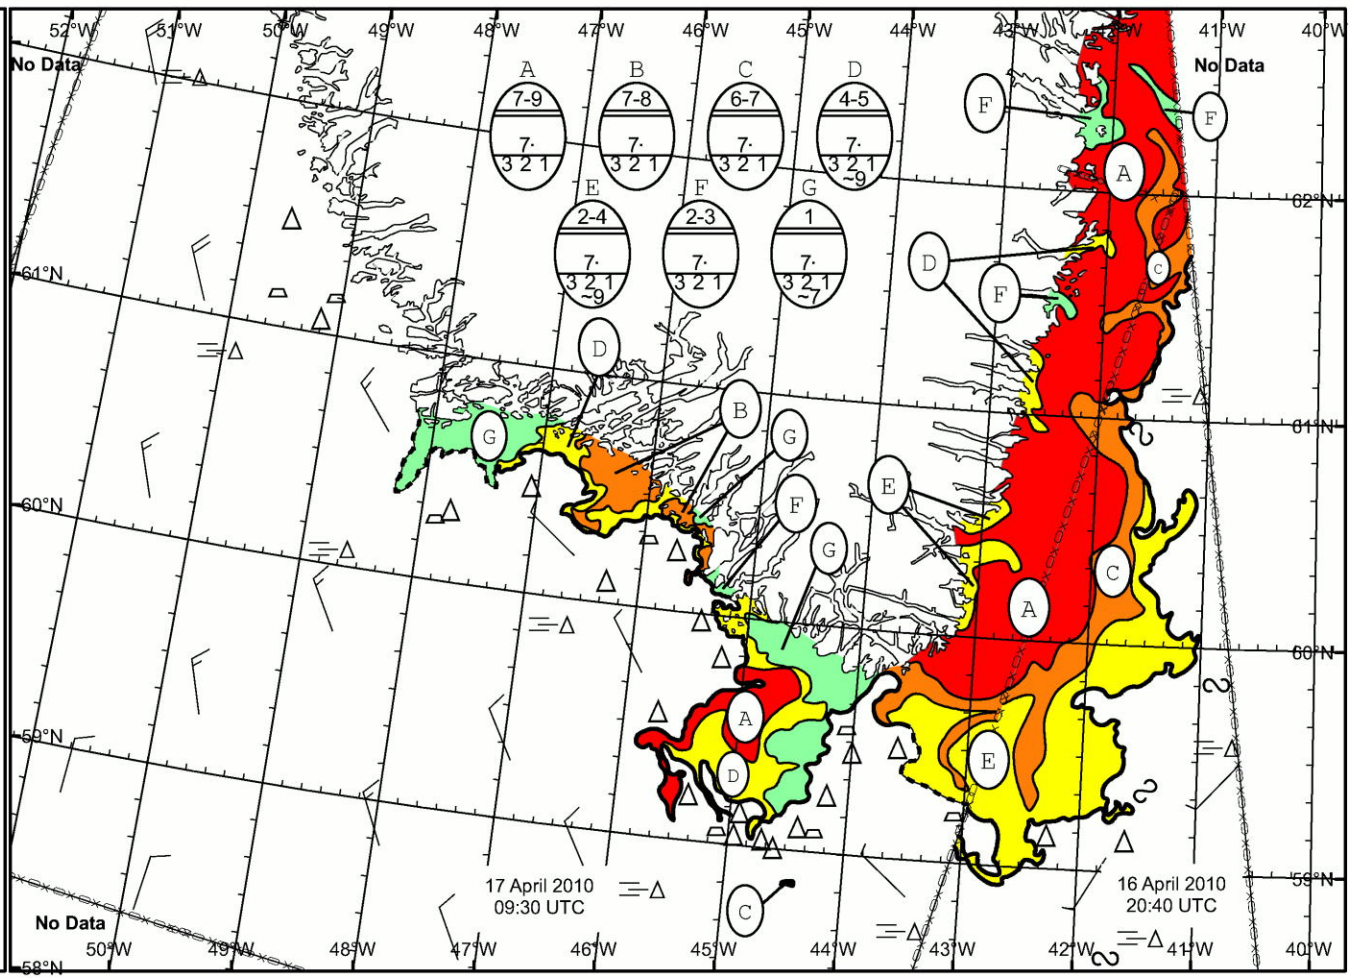 52°W 51°W 50°W 49°W 48°W 47°W 46°W 45°W 44°W 43°W 42°W 41°W 40°W
No Data
No Data
A B C D
7-9 7-8 6-7 4-5
7· 7· 7· 7·
3 2 1 3 2 1 3 2 1 3 2 1
~9
E F G
2-4 2-3 1
7· 7· 7·
3 2 1 3 2 1 3 2 1
~9 ~7
F
F
A
62°N
D
C
F
61°N
D
B
G
G
61°N
E
F
60°N
G
C
A
60°N
A
59°N
E
D
17 April 2010
09:30 UTC
16 April 2010
20:40 UTC
59°N
C
No Data
50°W 49°W 48°W 47°W 46°W 45°W 44°W 43°W 42°W 41°W 40°W
58°N